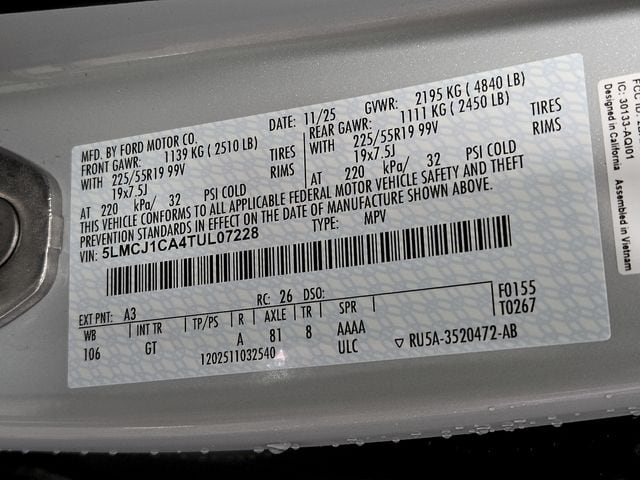 MFD. BY FORD MOTOR CO. DATE: 11/25 GVWR: 2195 KG ( 4840 LB)
FRONT GAWR: 1139 KG ( 2510 LB) REAR GAWR: 1111 KG ( 2450 LB)
WITH 225/55R19 99V TIRES 225/55R19 99V TIRES
19x7.5J RIMS 19x7.5J RIMS
AT 220 kPa/ 32 PSI COLD AT 220 kPa/ 32 PSI COLD
THIS VEHICLE CONFORMS TO ALL APPLICABLE FEDERAL MOTOR VEHICLE SAFETY AND THEFT
PREVENTION STANDARDS IN EFFECT ON THE DATE OF MANUFACTURE SHOWN ABOVE.
VIN: 5LMCJ1CA4TUL07228 TYPE: MPV
EXT PNT: A3 RC: 26 DSO: F0155
WB INT TR TP/PS R AXLE TR SPR T0267
106 GT A 81 8 AAAA
1202511032540 ULC ▽ RU5A-3520472-AB
FCC ID:
IC: 30133-AQI01
Designed in California Assembled in Vietnam